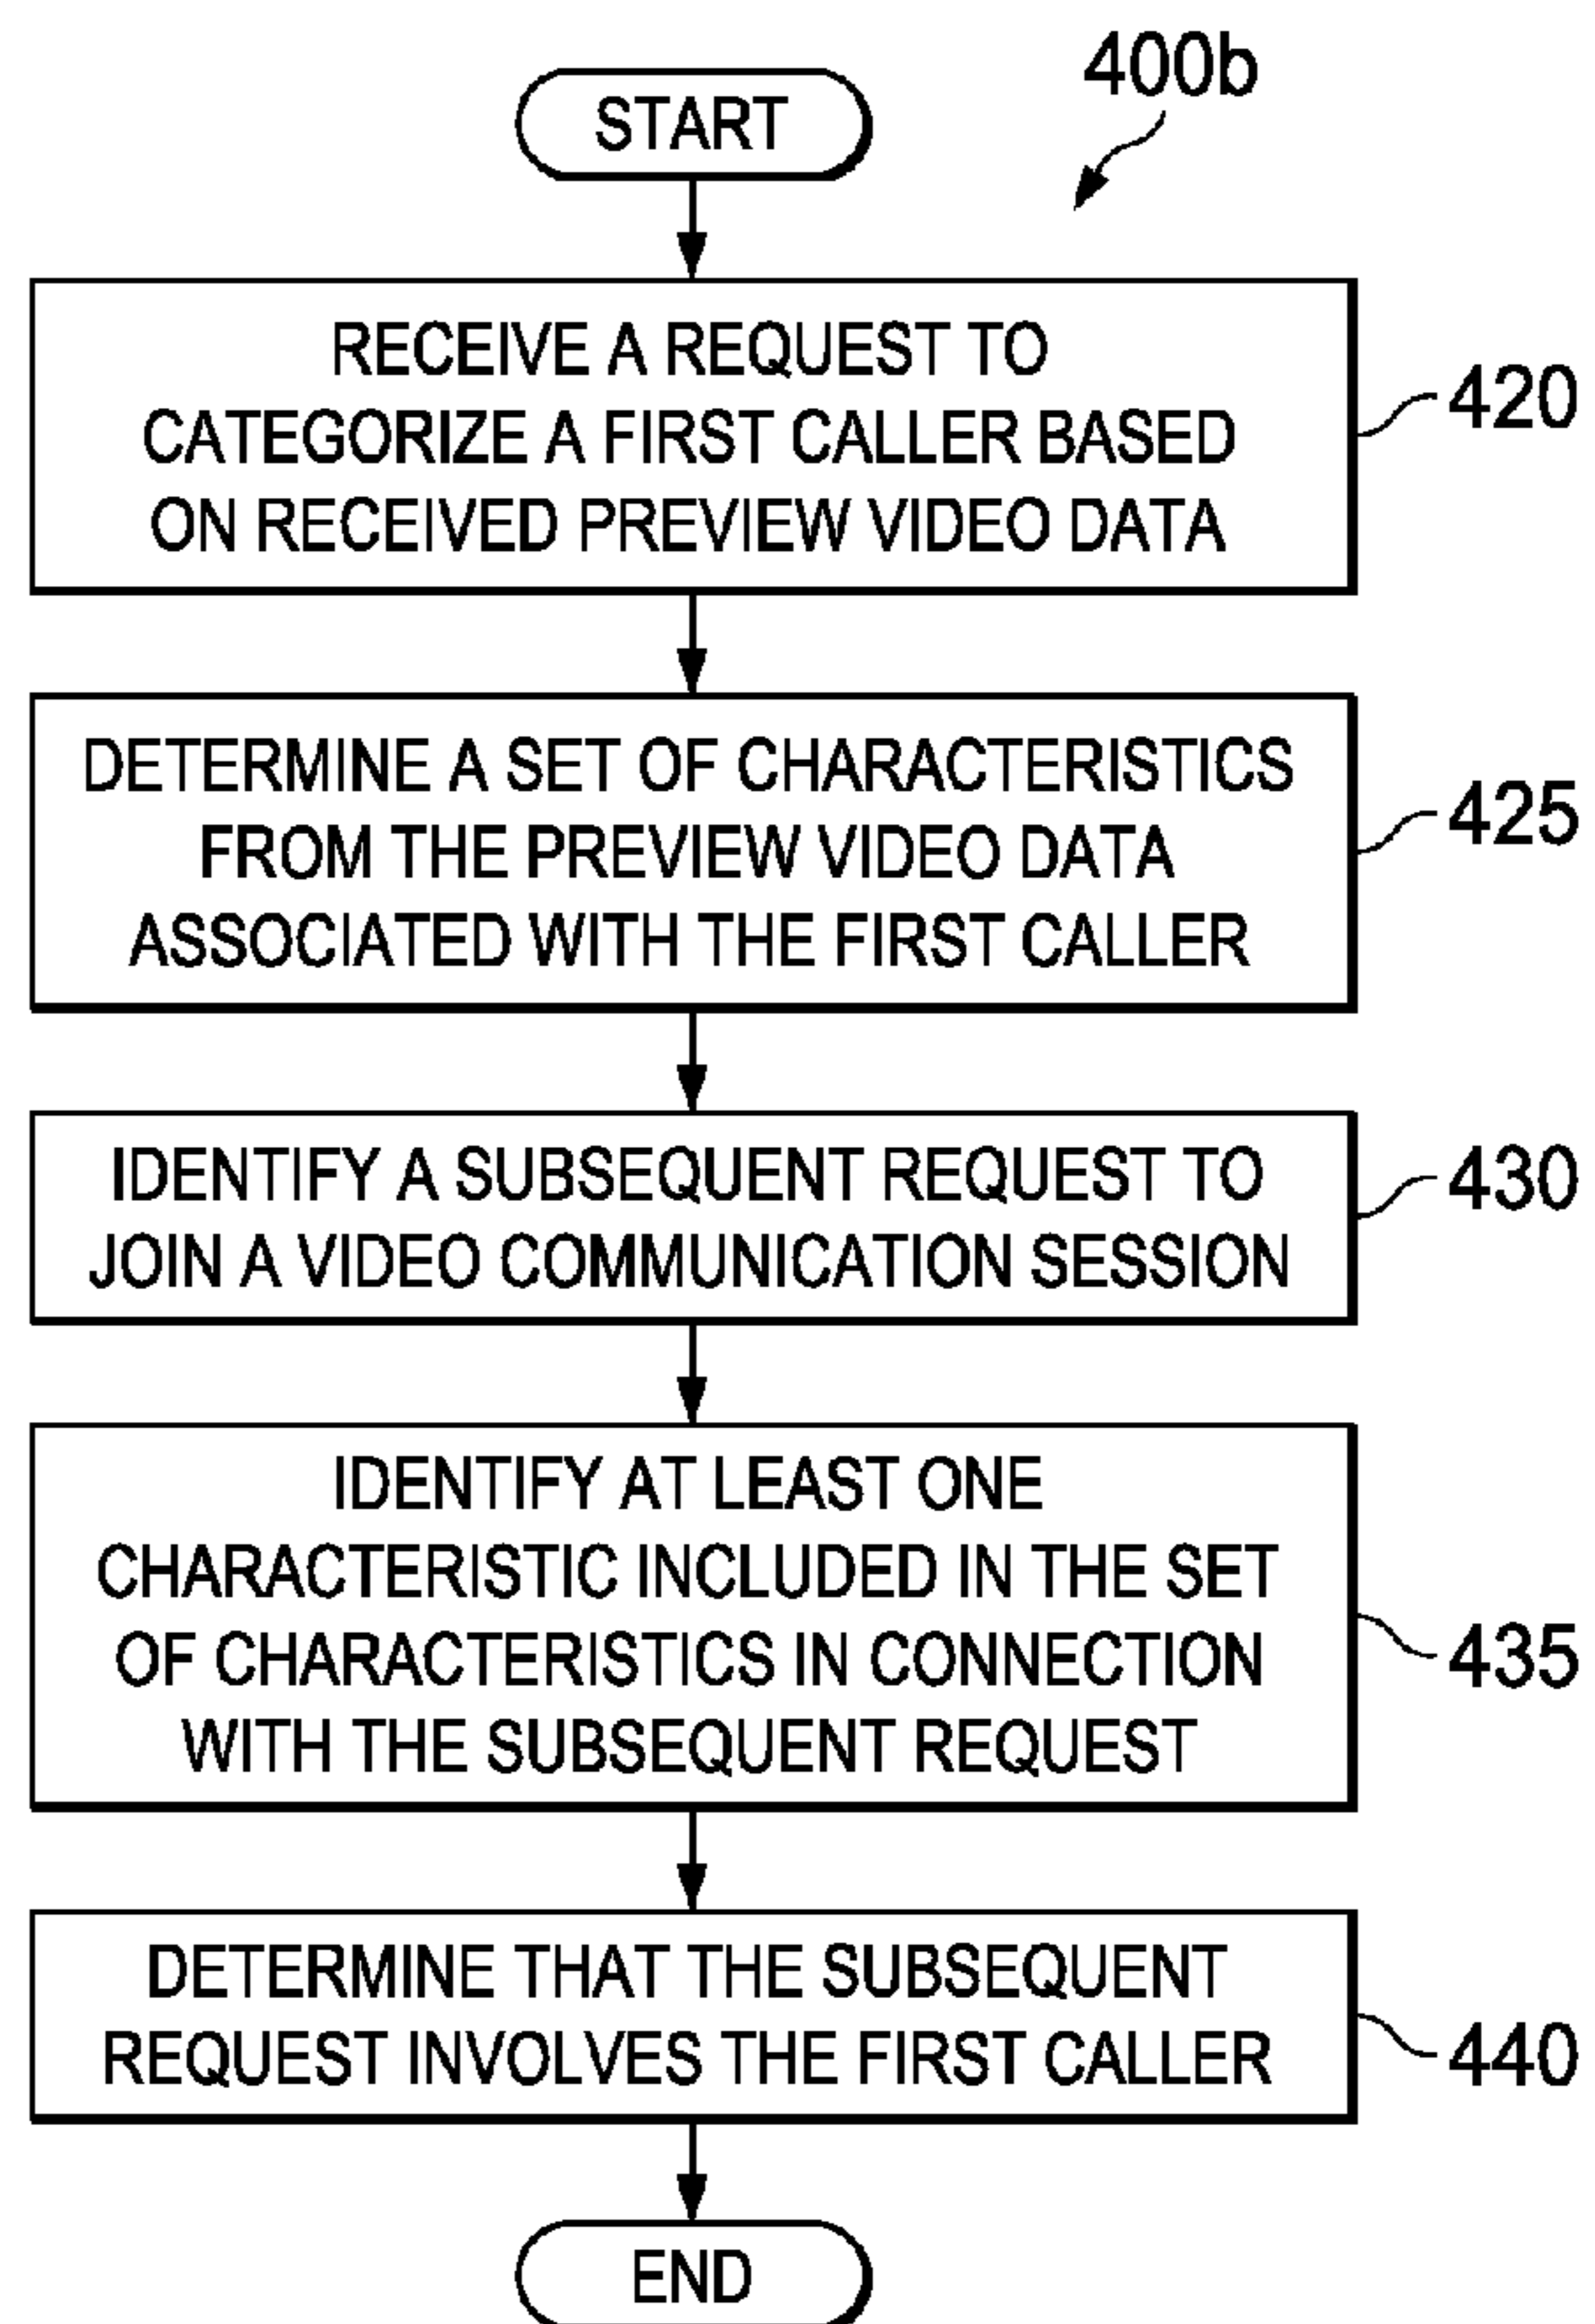 400b
START
RECEIVE A REQUEST TO
CATEGORIZE A FIRST CALLER BASED
ON RECEIVED PREVIEW VIDEO DATA
420
DETERMINE A SET OF CHARACTERISTICS
FROM THE PREVIEW VIDEO DATA
ASSOCIATED WITH THE FIRST CALLER
425
IDENTIFY A SUBSEQUENT REQUEST TO
JOIN A VIDEO COMMUNICATION SESSION
430
IDENTIFY AT LEAST ONE
CHARACTERISTIC INCLUDED IN THE SET
OF CHARACTERISTICS IN CONNECTION
WITH THE SUBSEQUENT REQUEST
435
DETERMINE THAT THE SUBSEQUENT
REQUEST INVOLVES THE FIRST CALLER
440
END